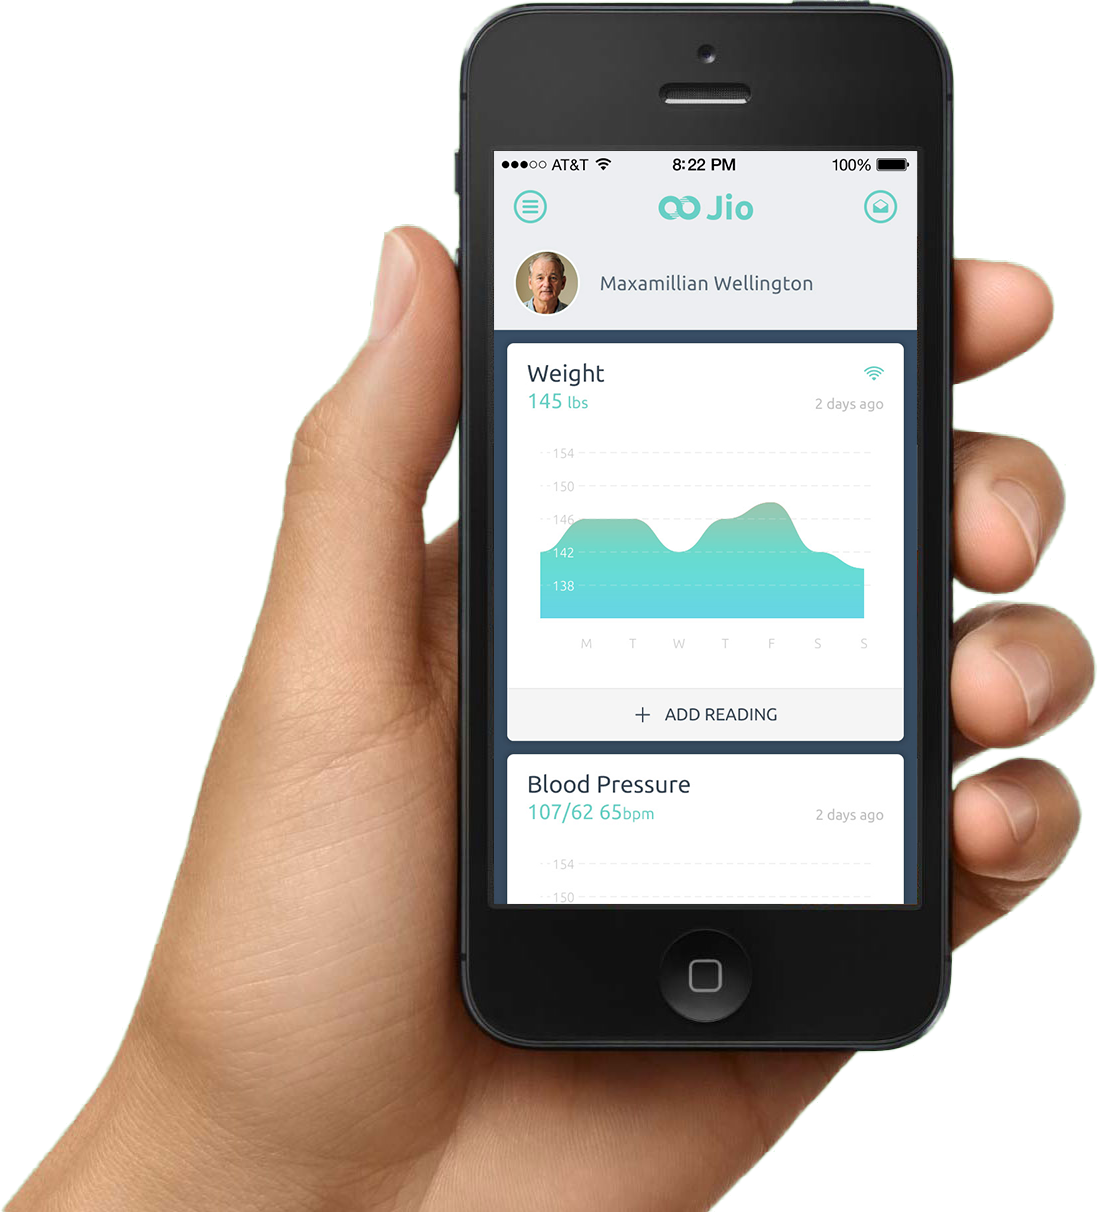 AT&T 8:22 PM 100%
Jio
Maxamillian Wellington
Weight
145 lbs 2 days ago
154
150
146
142
138
M T W T F S S
+ ADD READING
Blood Pressure
107/62 65bpm 2 days ago
154
150